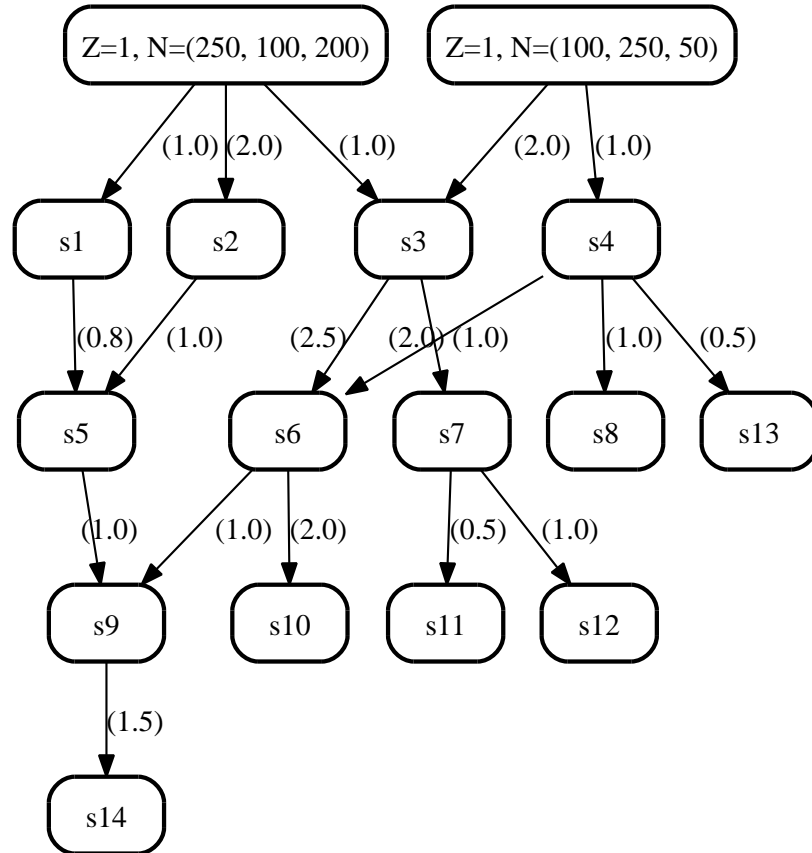 Z=1, N=(250, 100, 200) Z=1, N=(100, 250, 50)
(1.0) (2.0) (1.0) (2.0) (1.0)
s1 s2 s3 s4
(0.8) (1.0) (2.5) (2.0) (1.0) (1.0) (0.5)
s5 s6 s7 s8 s13
(1.0) (1.0) (2.0) (0.5) (1.0)
s9 s10 s11 s12
(1.5)
s14